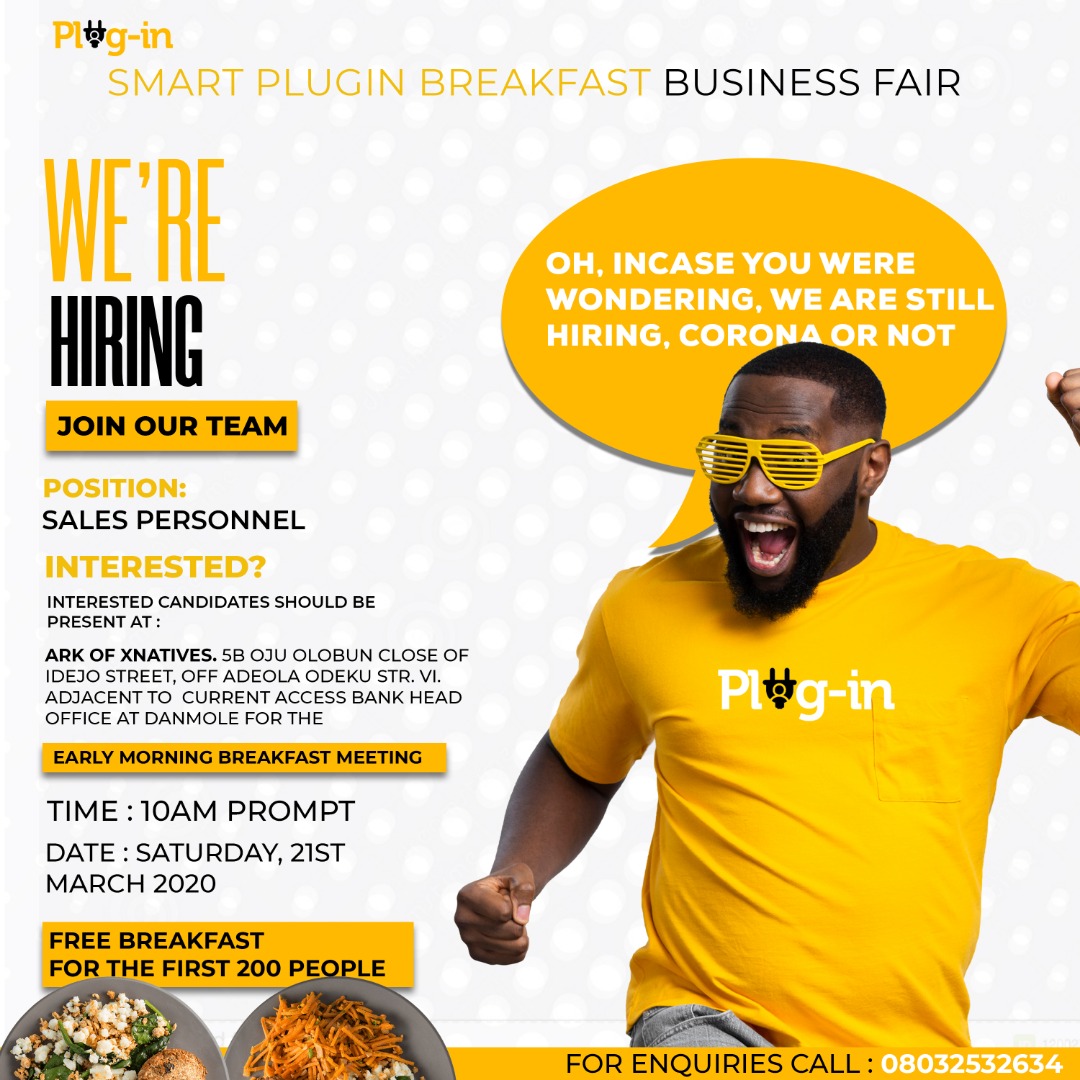 Plug-in
SMART PLUGIN BREAKFAST BUSINESS FAIR
WE'RE
HIRING
JOIN OUR TEAM
POSITION:
SALES PERSONNEL
INTERESTED?
INTERESTED CANDIDATES SHOULD BE
PRESENT AT :
ARK OF XNATIVES. 5B OJU OLOBUN CLOSE OF
IDEJO STREET, OFF ADEOLA ODEKU STR. VI.
ADJACENT TO CURRENT ACCESS BANK HEAD
OFFICE AT DANMOLE FOR THE
EARLY MORNING BREAKFAST MEETING
TIME : 10AM PROMPT
DATE : SATURDAY, 21ST
MARCH 2020
FREE BREAKFAST
FOR THE FIRST 200 PEOPLE
OH, INCASE YOU WERE
WONDERING, WE ARE STILL
HIRING, CORONA OR NOT
Plug-in
FOR ENQUIRIES CALL : 08032532634